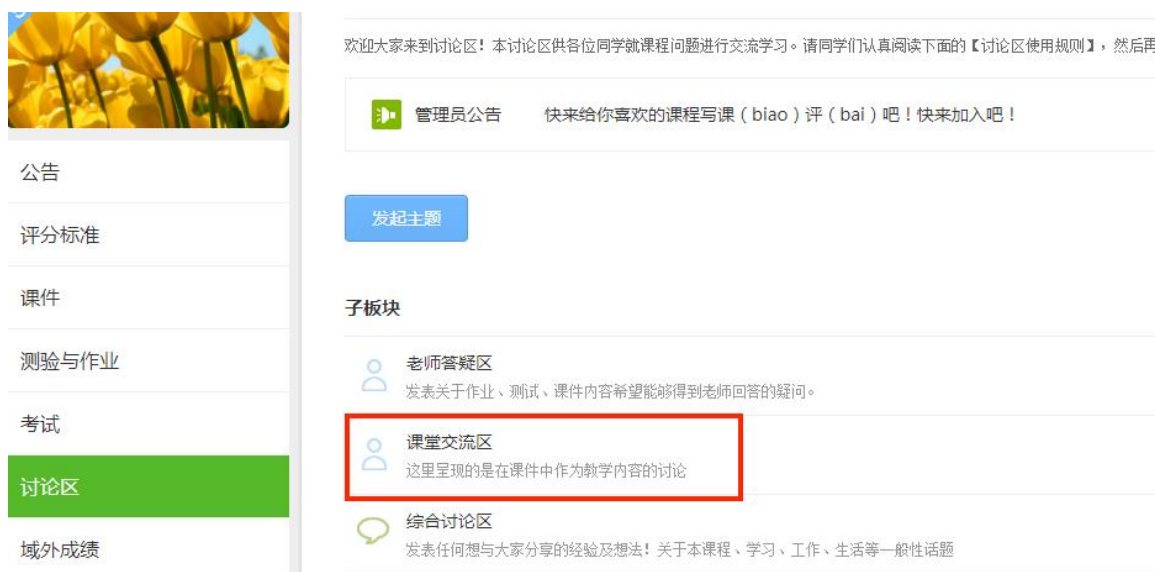 欢迎大家来到讨论区！本讨论区供各位同学就课程问题进行交流学习。请同学们认真阅读下面的【讨论区使用规则】，然后再
管理员公告 快来给你喜欢的课程写课（biao）评（bai）吧！快来加入吧！
公告
评分标准
课件
测验与作业
考试
讨论区
域外成绩
发起主题
子板块
老师答疑区
发表关于作业、测试、课件内容希望能够得到老师回答的疑问。
课堂交流区
这里呈现的是在课件中作为教学内容的讨论
综合讨论区
发表任何想与大家分享的经验及想法！关于本课程、学习、工作、生活等一般性话题